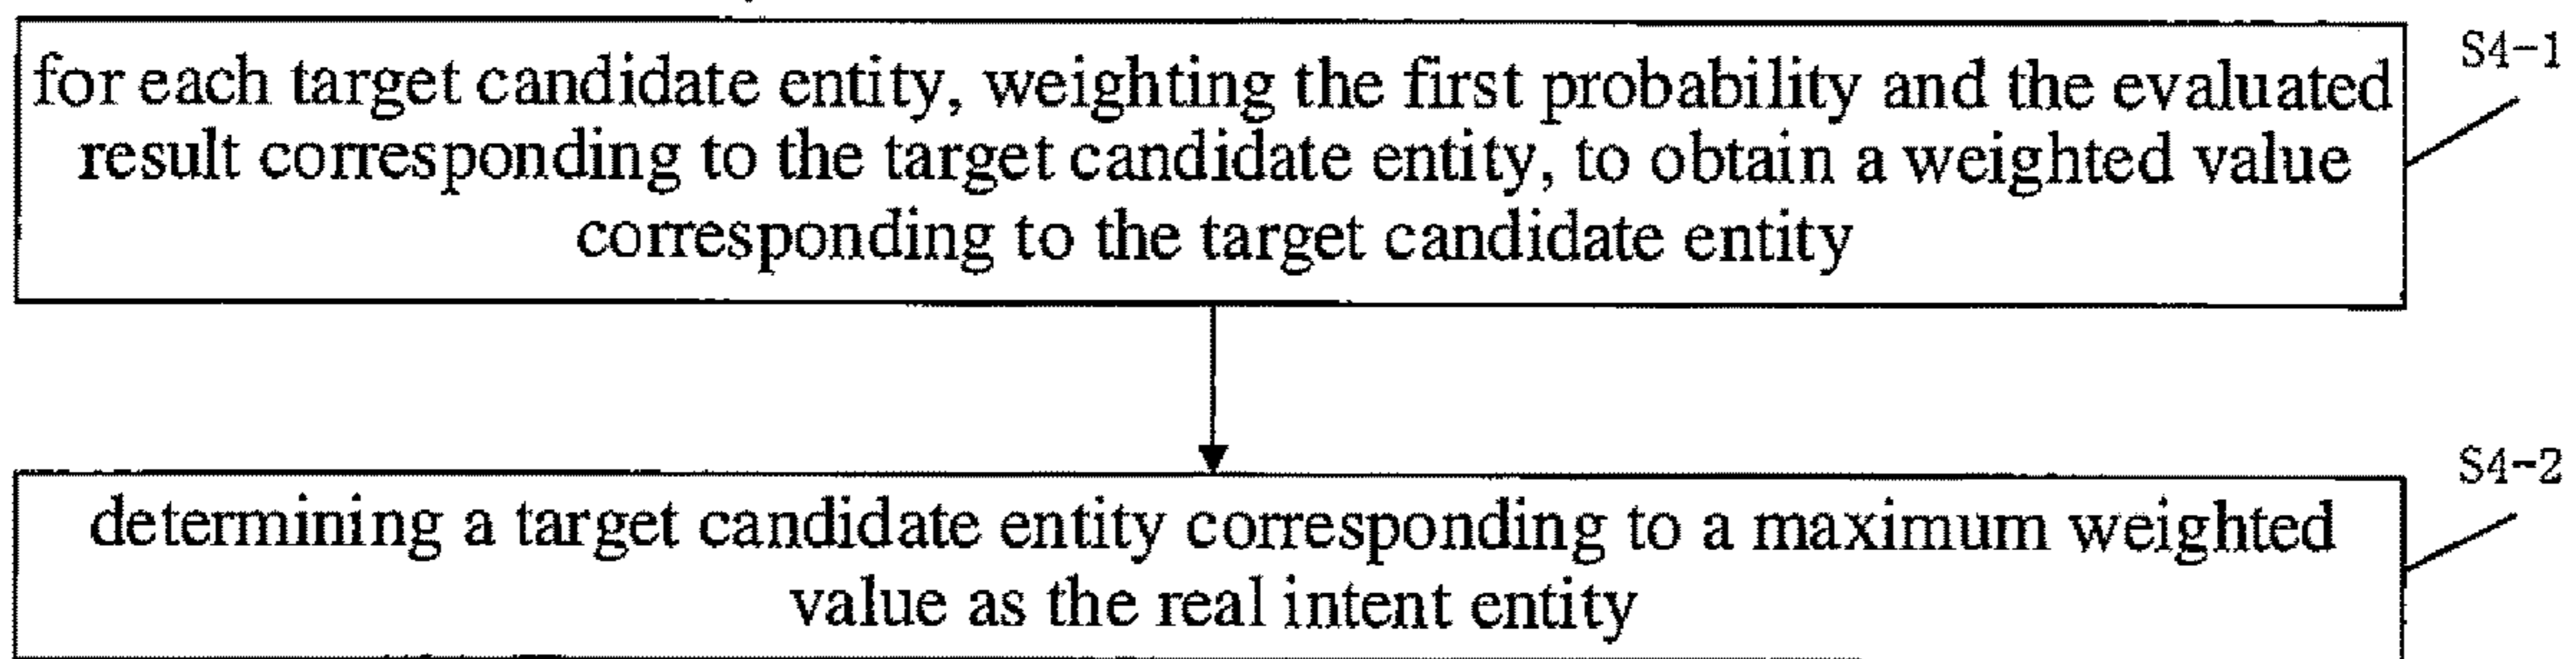 S4-1
for each target candidate entity, weighting the first probability and the evaluated
result corresponding to the target candidate entity, to obtain a weighted value
corresponding to the target candidate entity
S4-2
determining a target candidate entity corresponding to a maximum weighted
value as the real intent entity